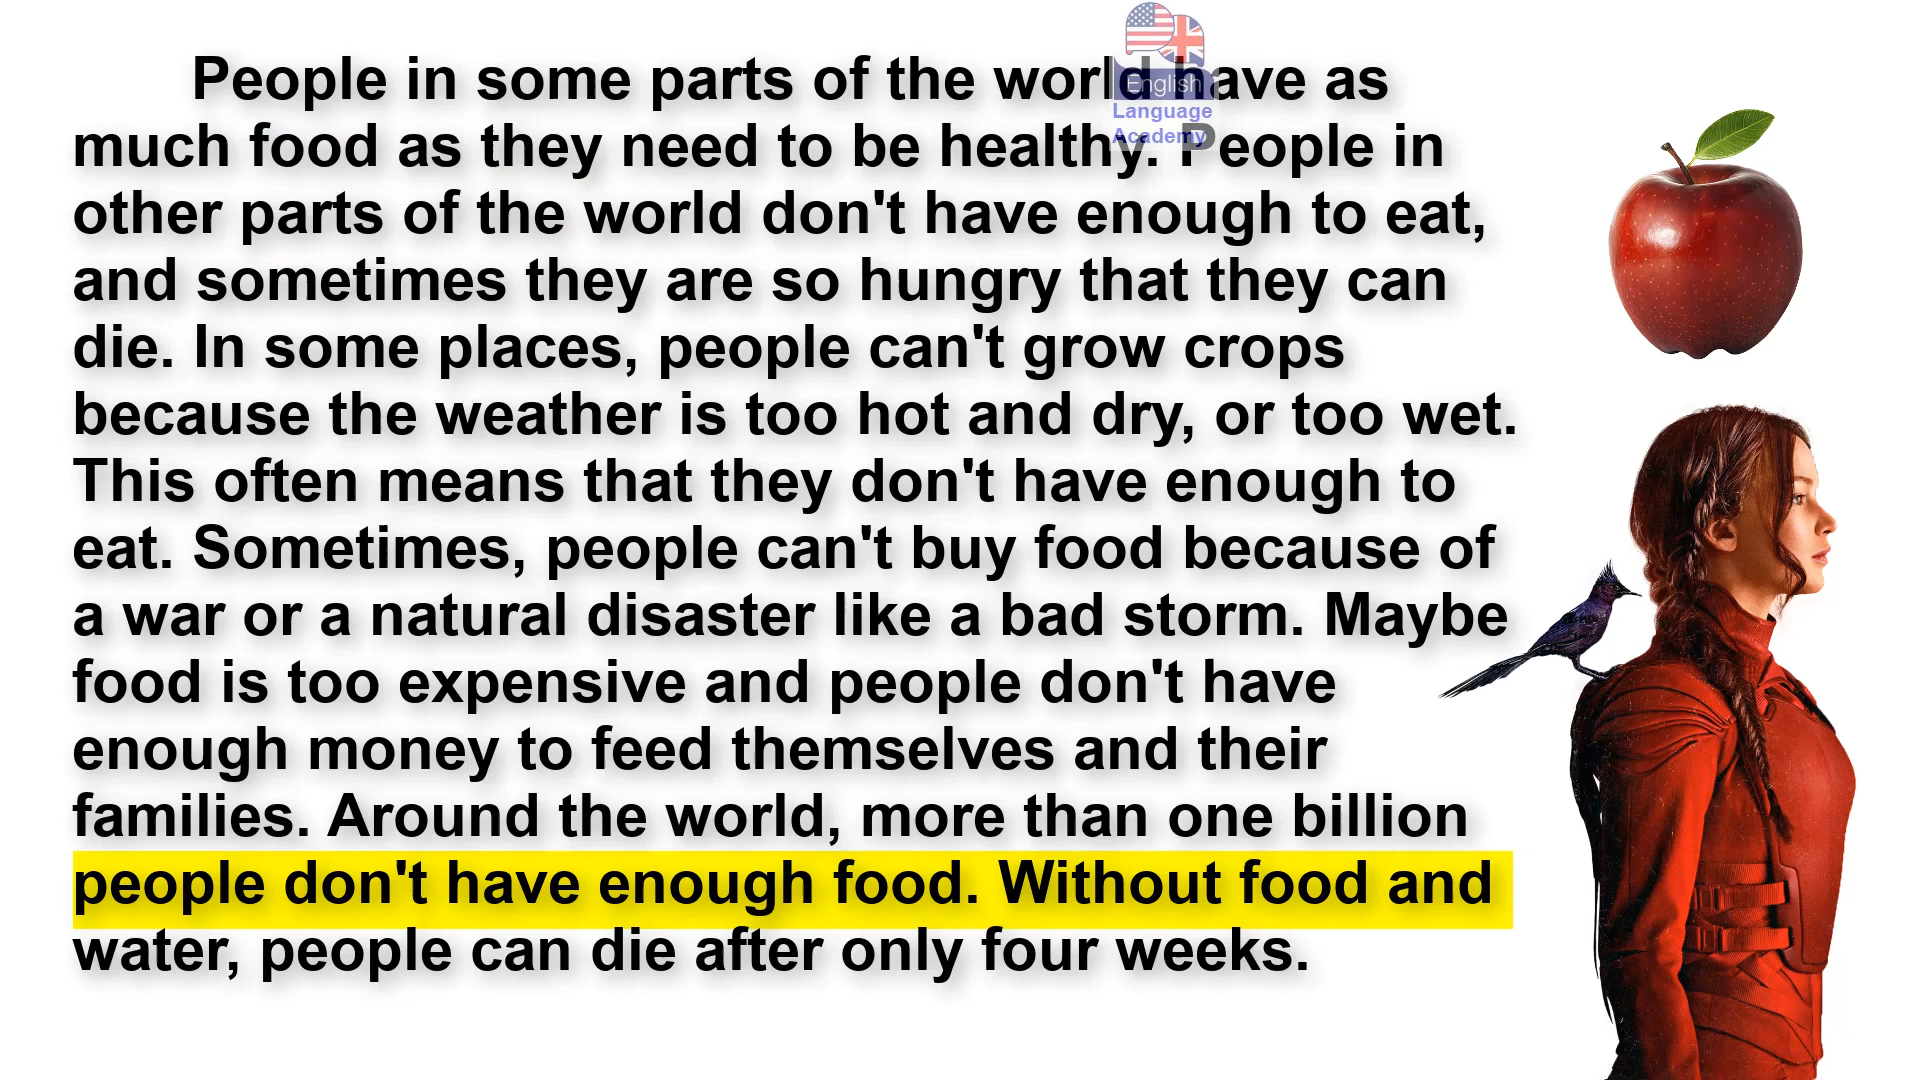 People in some parts of the world have as
much food as they need to be healthy. People in
other parts of the world don't have enough to eat,
and sometimes they are so hungry that they can
die. In some places, people can't grow crops
because the weather is too hot and dry, or too wet.
This often means that they don't have enough to
eat. Sometimes, people can't buy food because of
a war or a natural disaster like a bad storm. Maybe
food is too expensive and people don't have
enough money to feed themselves and their
families. Around the world, more than one billion
people don't have enough food. Without food and
water, people can die after only four weeks.
English
Language
Academy